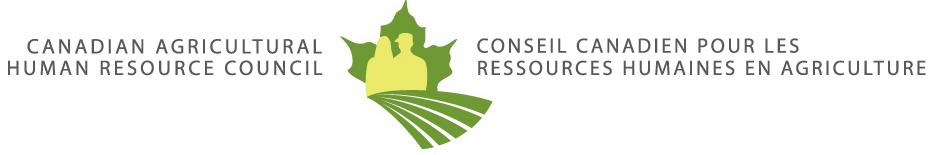 CANADIAN AGRICULTURAL
HUMAN RESOURCE COUNCIL
CONSEIL CANADIEN POUR LES
RESSOURCES HUMAINES EN AGRICULTURE